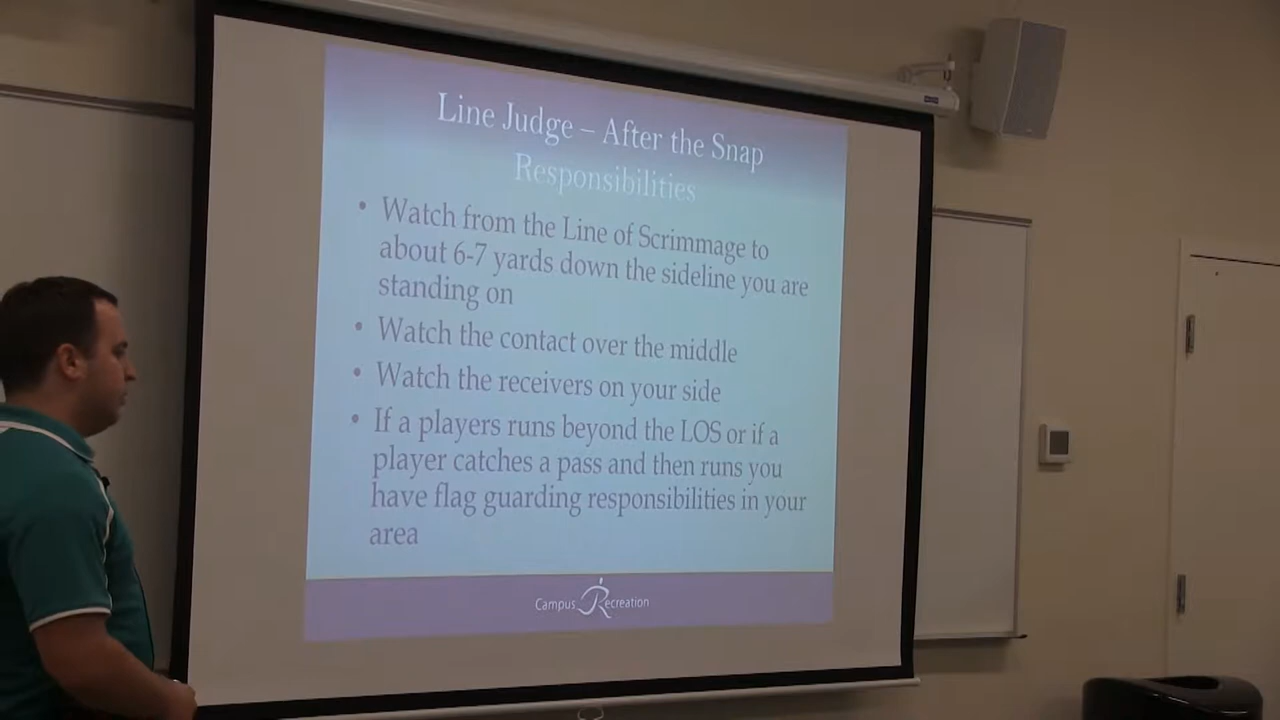 Line Judge – After the Snap
Responsibilities
• Watch from the Line of Scrimmage to
about 6-7 yards down the sideline you are
standing on
• Watch the contact over the middle
• Watch the receivers on your side
• If a players runs beyond the LOS or if a
player catches a pass and then runs you
have flag guarding responsibilities in your
area
Campus Recreation